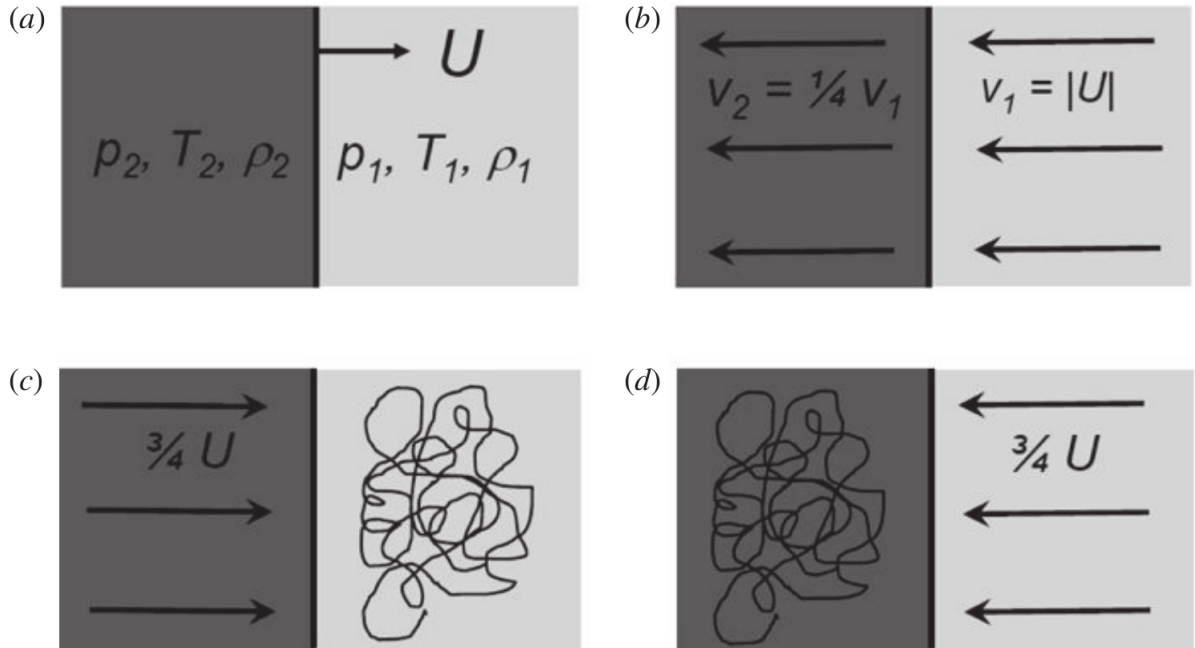 (a)
U
p₂, T₂, ρ₂
p₁, T₁, ρ₁
(b)
v₂ = ¼ v₁
v₁ = |U|
(c)
¾ U
(d)
¾ U